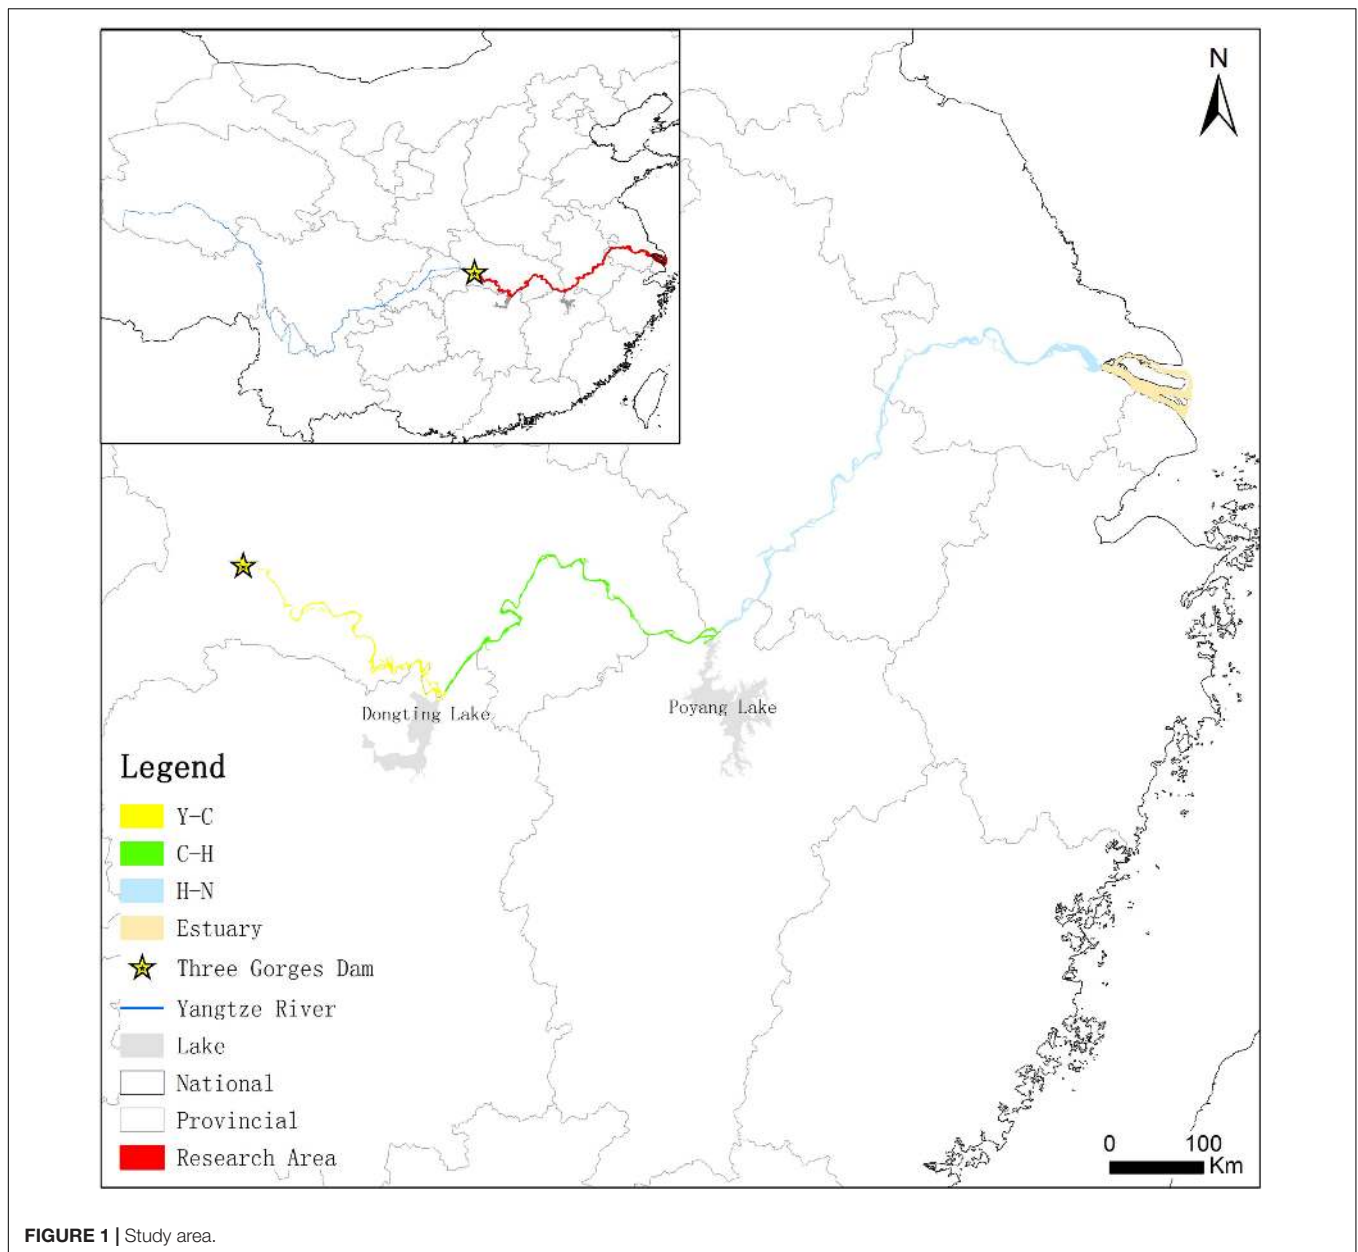 N
Dongting Lake
Poyang Lake
Legend
Y-C
C-H
H-N
Estuary
Three Gorges Dam
Yangtze River
Lake
National
Provincial
Research Area
0 100
Km
FIGURE 1 | Study area.